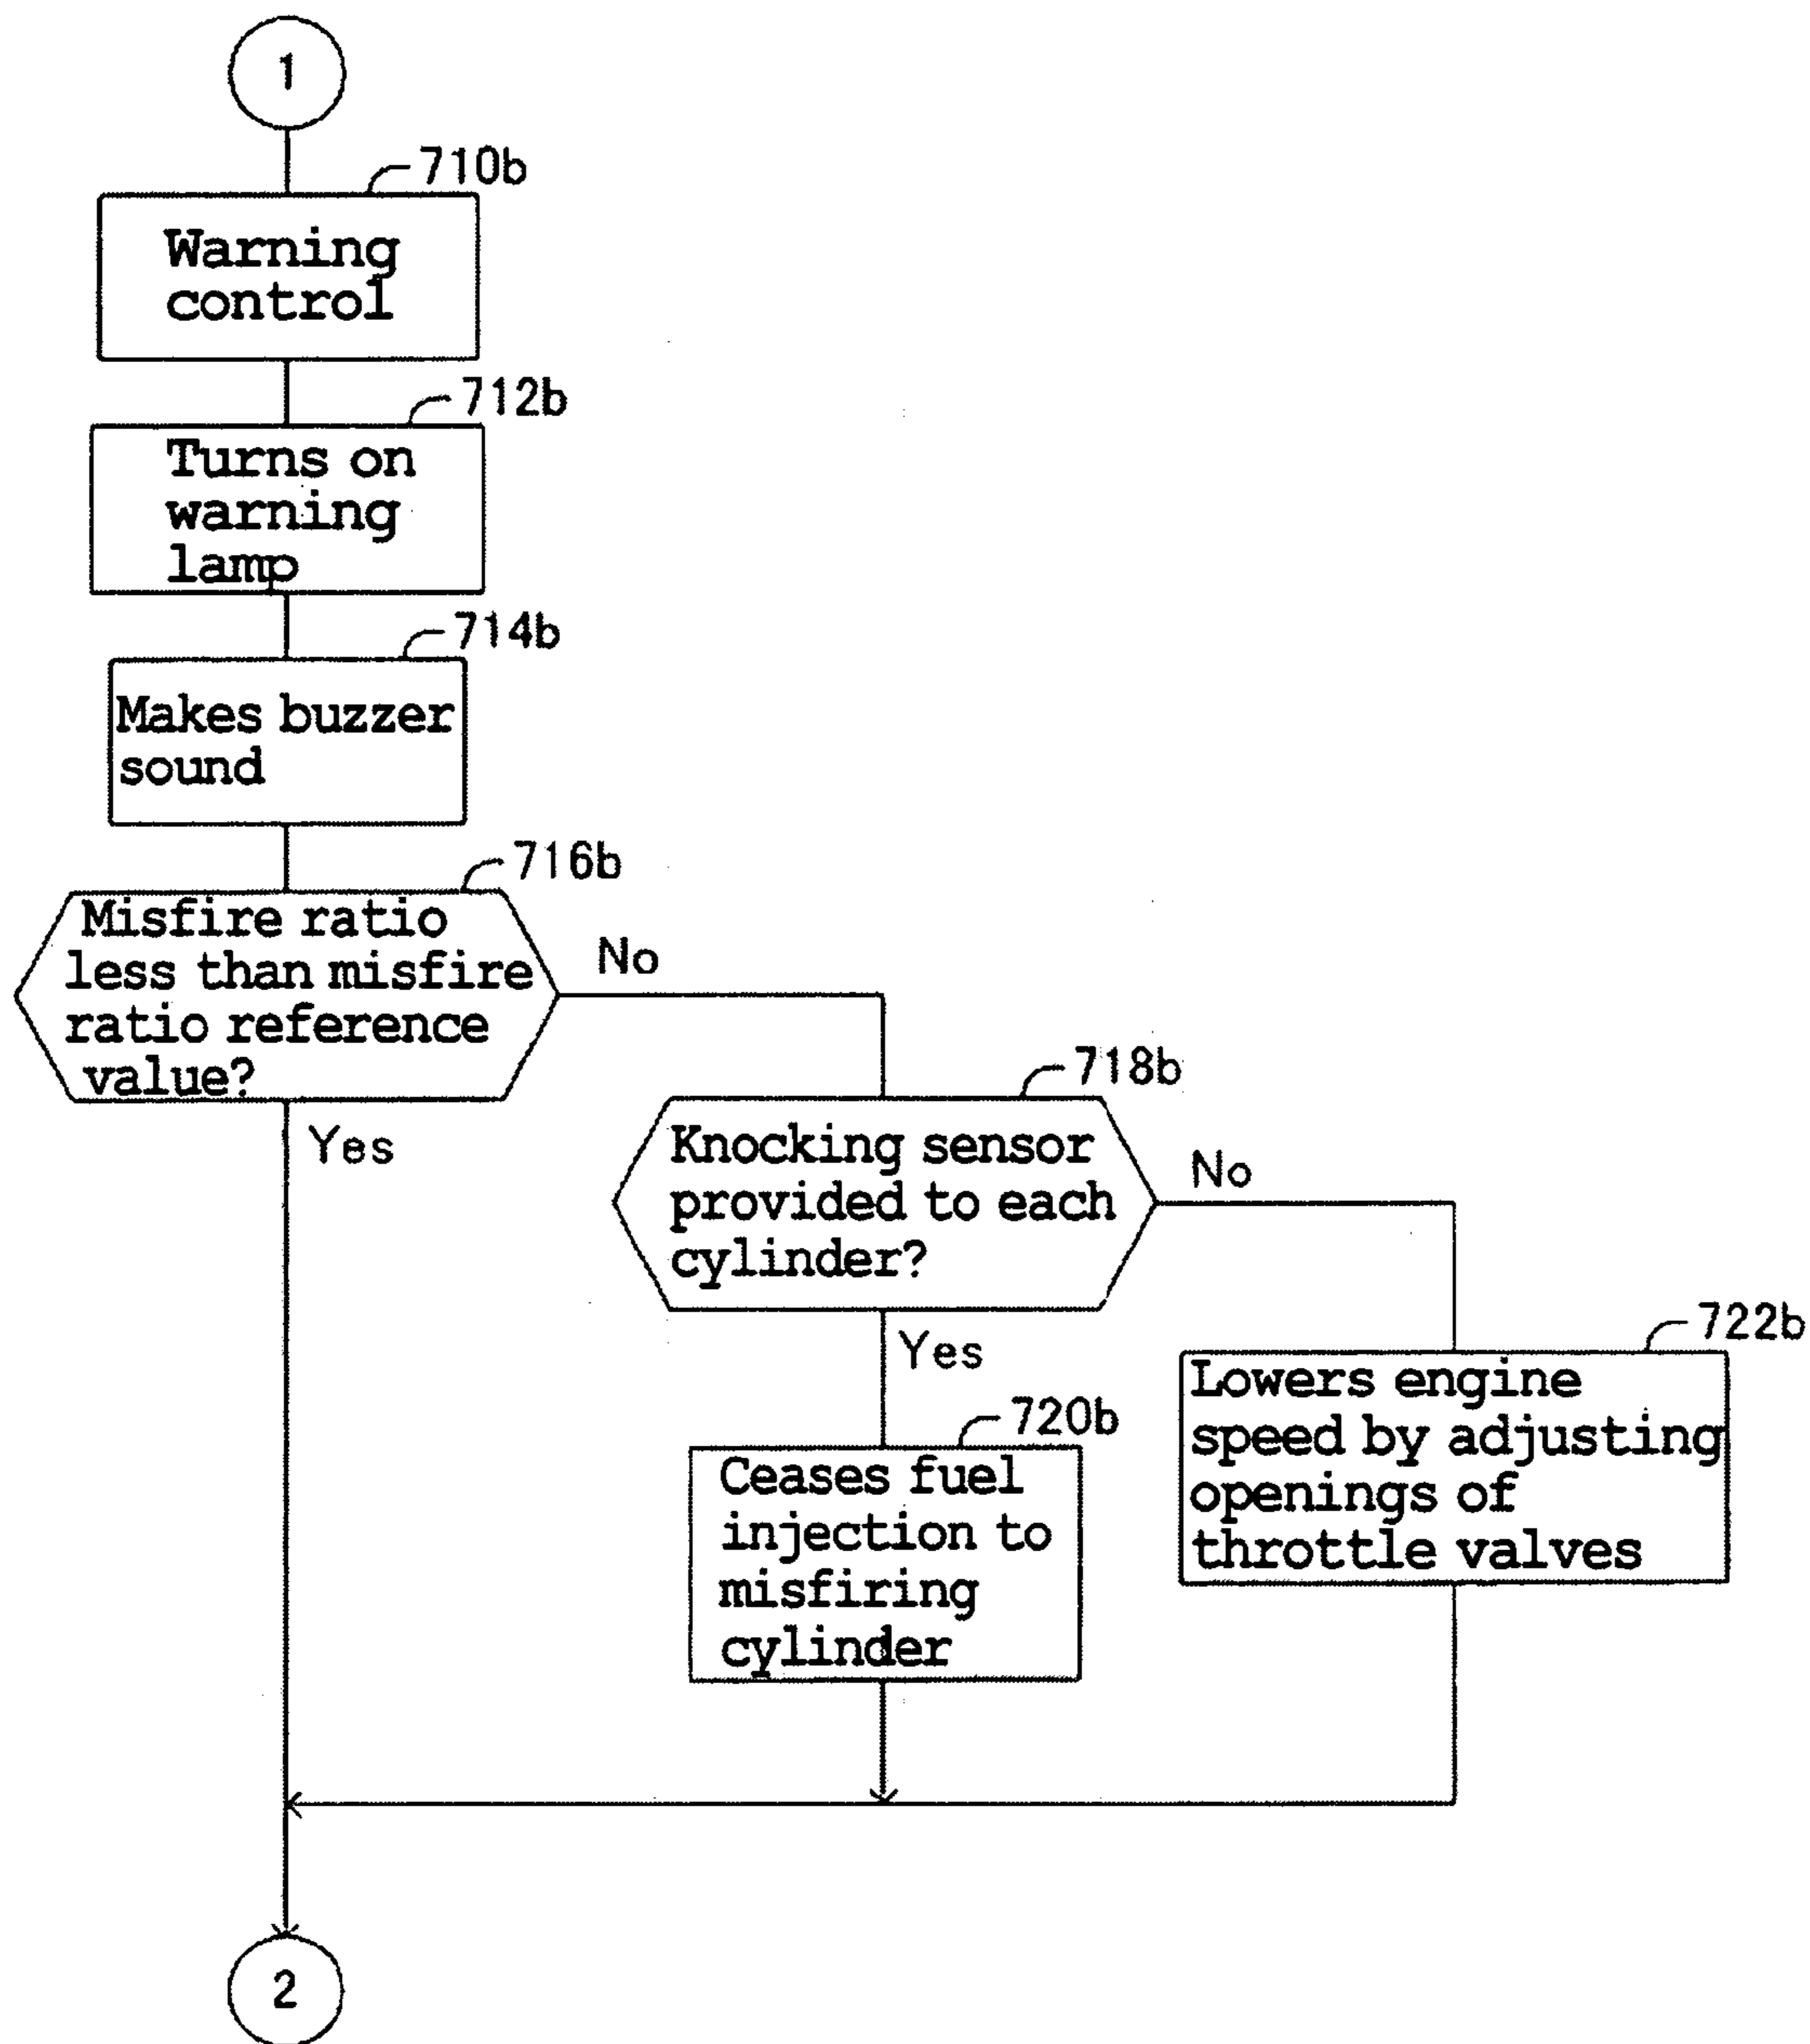 1
710b
Warning
control
712b
Turns on
warning
lamp
714b
Makes buzzer
sound
716b
Misfire ratio
less than misfire
ratio reference
value?
No
Yes
718b
Knocking sensor
provided to each
cylinder?
No
Yes
720b
Ceases fuel
injection to
misfiring
cylinder
722b
Lowers engine
speed by adjusting
openings of
throttle valves
2